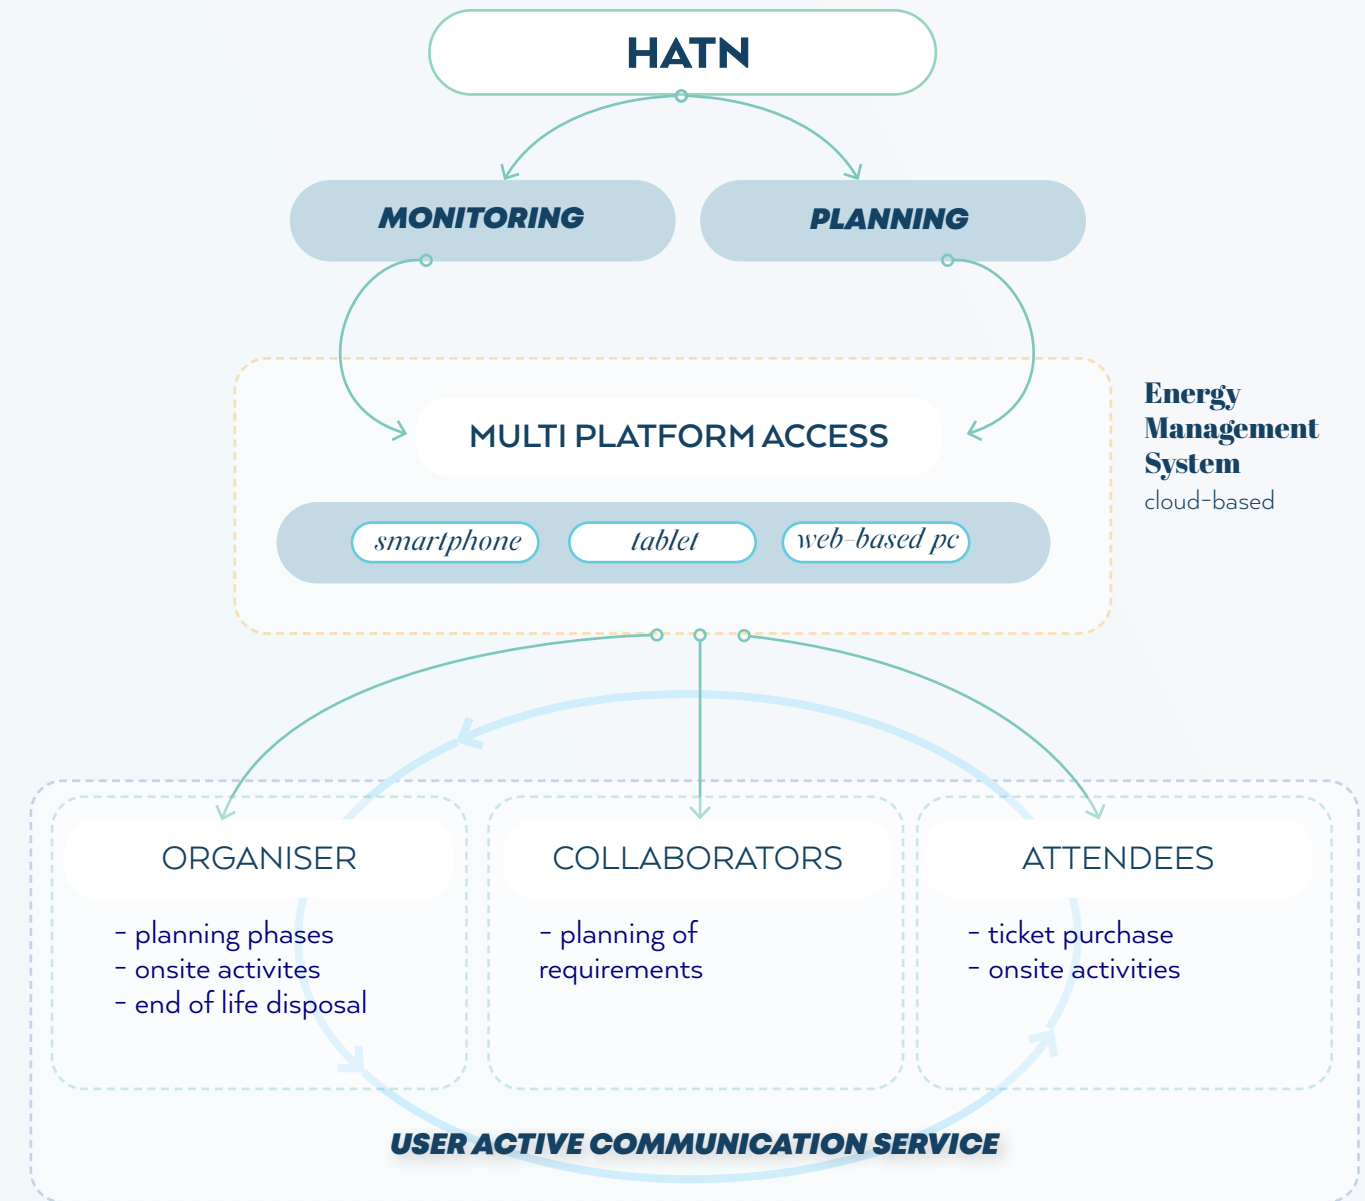 HATN
MONITORING
PLANNING
MULTI PLATFORM ACCESS
Energy
Management
System
cloud-based
smartphone
tablet
web-based pc
ORGANISER
- planning phases
- onsite activites
- end of life disposal
COLLABORATORS
- planning of
requirements
ATTENDEES
- ticket purchase
- onsite activities
USER ACTIVE COMMUNICATION SERVICE